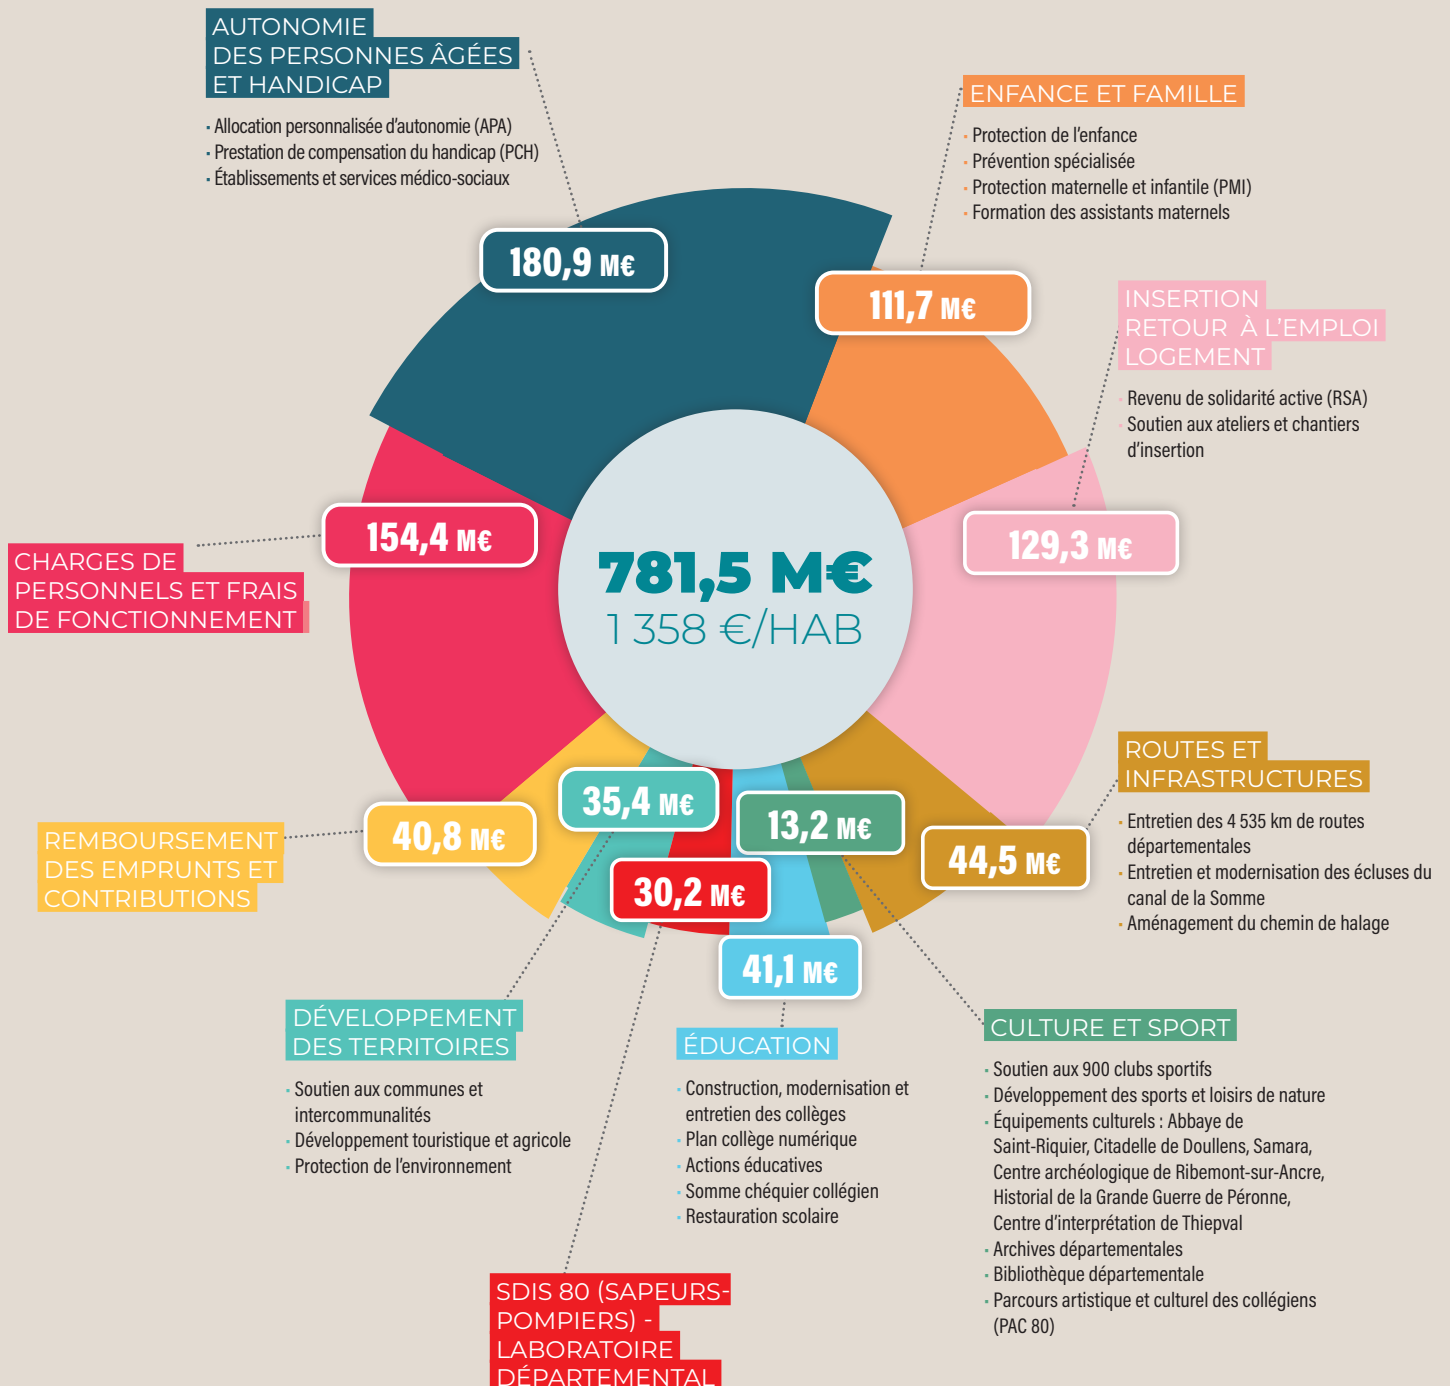 AUTONOMIE
DES PERSONNES ÂGÉES
ET HANDICAP
· Allocation personnalisée d'autonomie (APA)
· Prestation de compensation du handicap (PCH)
· Établissements et services médico-sociaux
180,9 M€
ENFANCE ET FAMILLE
· Protection de l'enfance
· Prévention spécialisée
· Protection maternelle et infantile (PMI)
· Formation des assistants maternels
111,7 M€
INSERTION
RETOUR À L'EMPLOI
LOGEMENT
· Revenu de solidarité active (RSA)
· Soutien aux ateliers et chantiers
d'insertion
129,3 M€
154,4 M€
CHARGES DE
PERSONNELS ET FRAIS
DE FONCTIONNEMENT
781,5 M€
1 358 €/HAB
ROUTES ET
INFRASTRUCTURES
· Entretien des 4 535 km de routes
départementales
· Entretien et modernisation des écluses du
canal de la Somme
· Aménagement du chemin de halage
44,5 M€
REMBOURSEMENT
DES EMPRUNTS ET
CONTRIBUTIONS
40,8 M€
35,4 M€
13,2 M€
30,2 M€
41,1 M€
DÉVELOPPEMENT
DES TERRITOIRES
· Soutien aux communes et
intercommunalités
· Développement touristique et agricole
· Protection de l'environnement
ÉDUCATION
· Construction, modernisation et
entretien des collèges
· Plan collège numérique
· Actions éducatives
· Somme chéquier collégien
· Restauration scolaire
CULTURE ET SPORT
· Soutien aux 900 clubs sportifs
· Développement des sports et loisirs de nature
· Équipements culturels : Abbaye de
Saint-Riquier, Citadelle de Doullens, Samara,
Centre archéologique de Ribemont-sur-Ancre,
Historial de la Grande Guerre de Péronne,
Centre d'interprétation de Thiepval
· Archives départementales
· Bibliothèque départementale
· Parcours artistique et culturel des collégiens
(PAC 80)
SDIS 80 (SAPEURS-
POMPIERS) -
LABORATOIRE
DÉPARTEMENTAL